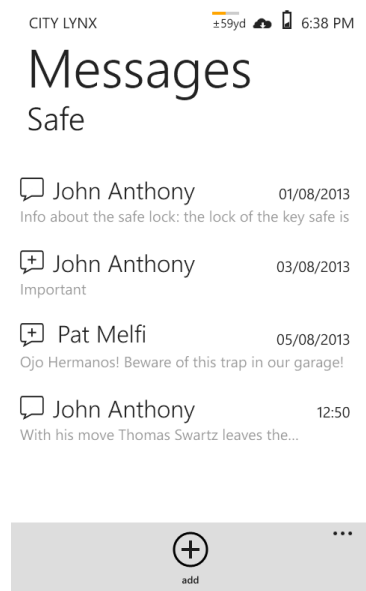 CITY LYNX ±59yd 6:38 PM
Messages
Safe
John Anthony 01/08/2013
Info about the safe lock: the lock of the key safe is
John Anthony 03/08/2013
Important
Pat Melfi 05/08/2013
Ojo Hermanos! Beware of this trap in our garage!
John Anthony 12:50
With his move Thomas Swartz leaves the...
add